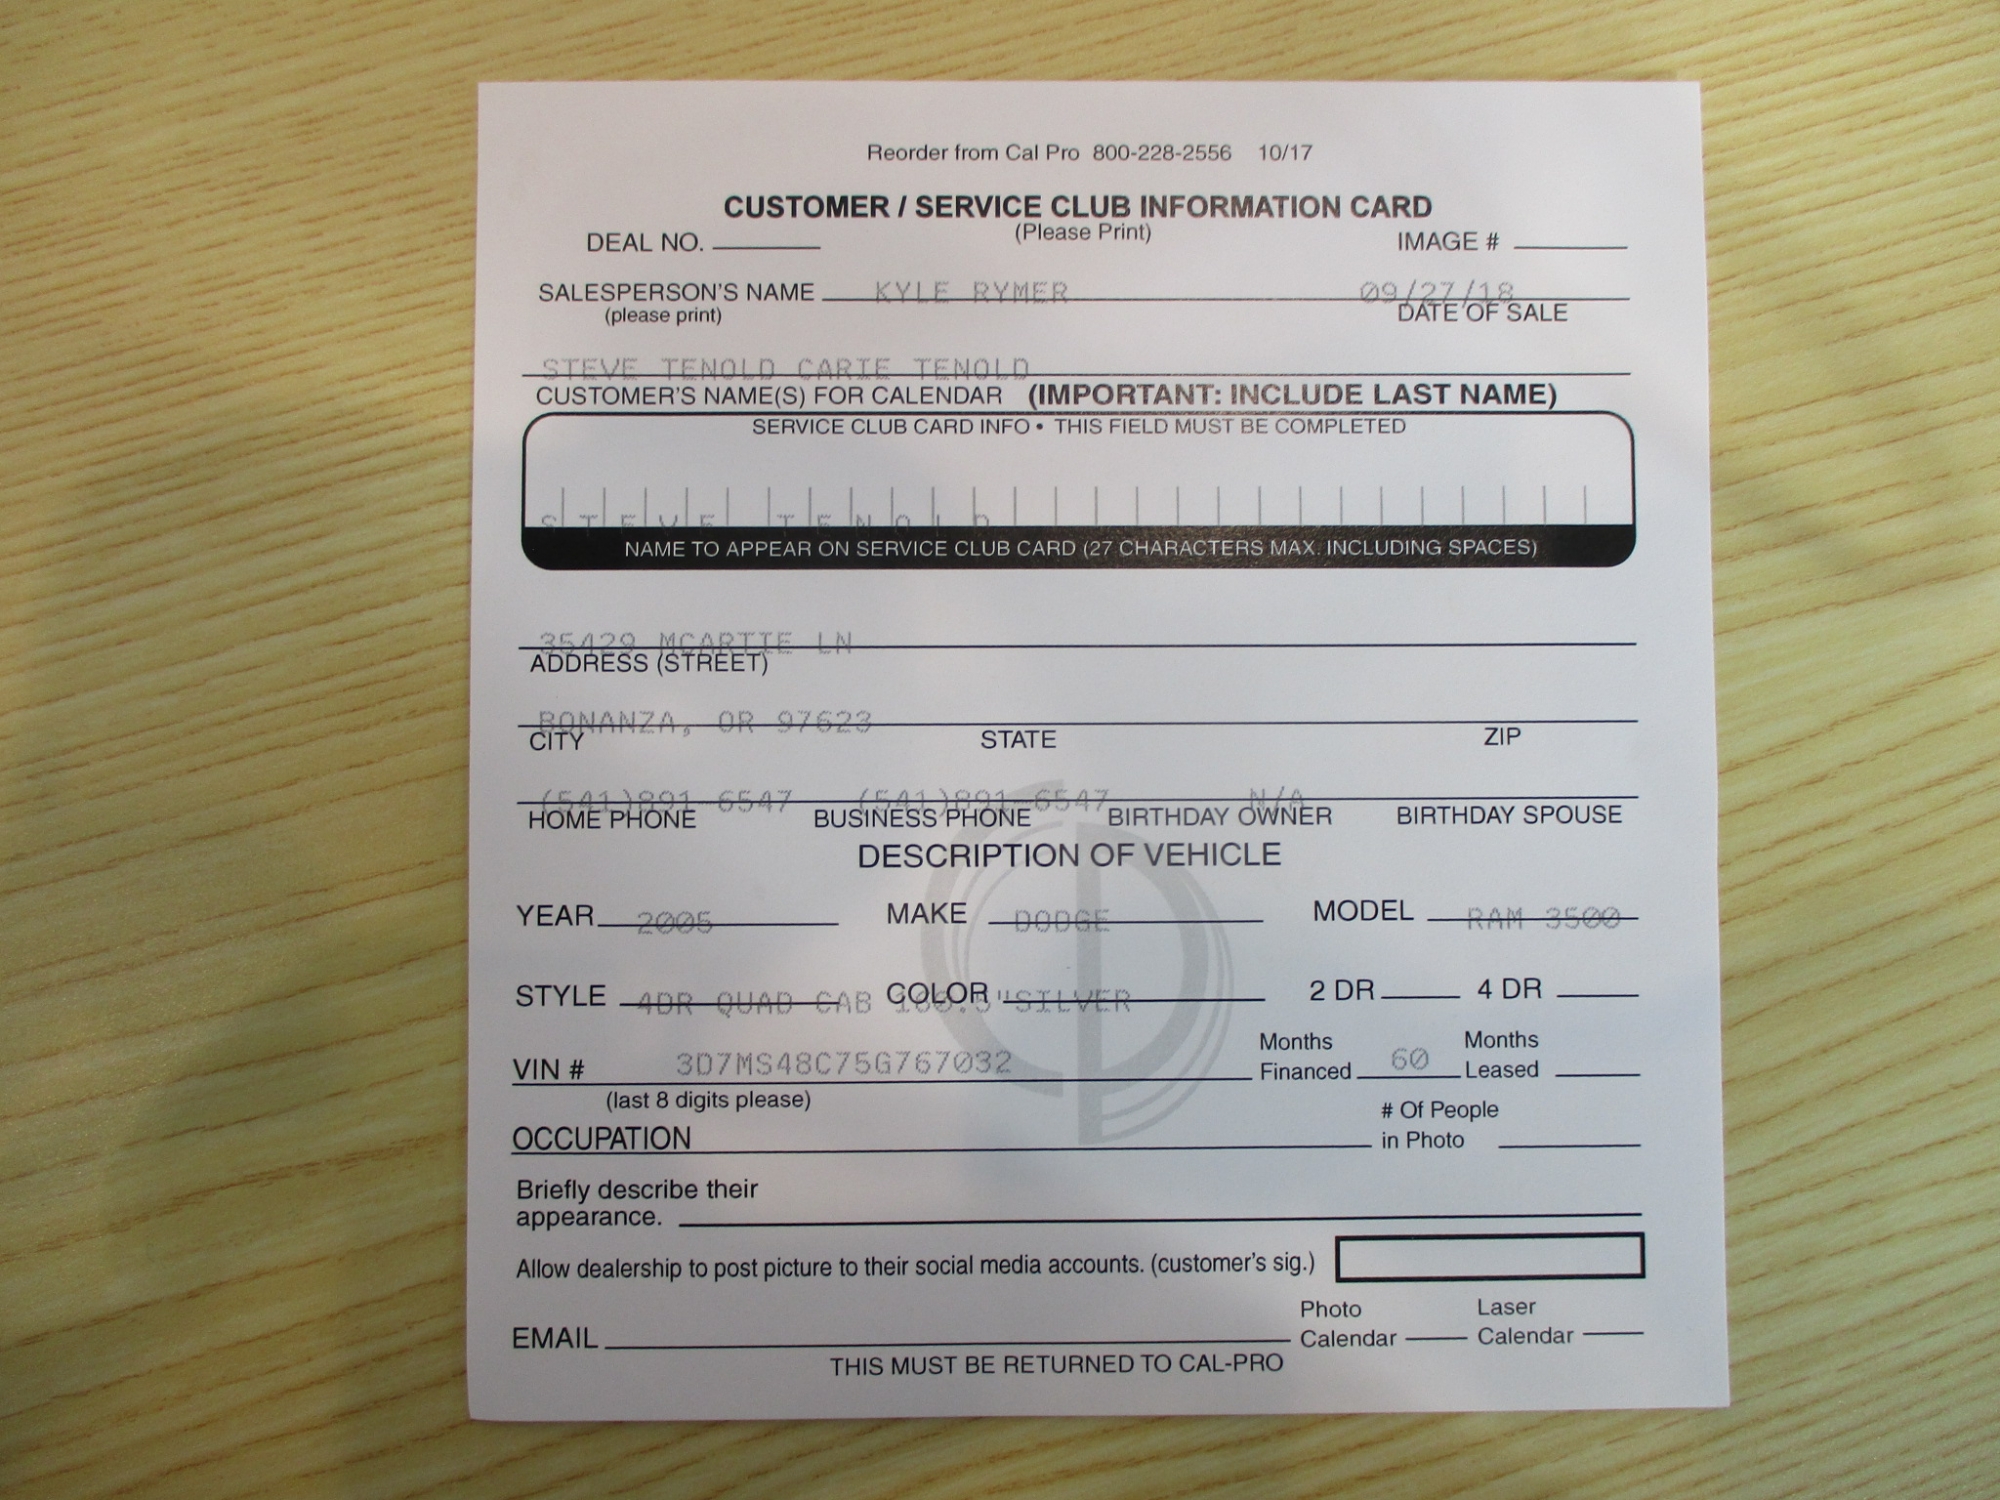 Reorder from Cal Pro 800-228-2556 10/17
CUSTOMER / SERVICE CLUB INFORMATION CARD
(Please Print)
DEAL NO. IMAGE #
SALESPERSON'S NAME KYLE RYMER 09/27/18
(please print) DATE OF SALE
STEVE TENOLD CARIE TENOLD
CUSTOMER'S NAME(S) FOR CALENDAR (IMPORTANT: INCLUDE LAST NAME)
SERVICE CLUB CARD INFO • THIS FIELD MUST BE COMPLETED
STEVE TENOLD
NAME TO APPEAR ON SERVICE CLUB CARD (27 CHARACTERS MAX. INCLUDING SPACES)
35429 MCARTIE LN
ADDRESS (STREET)
BONANZA, OR 97623
CITY STATE ZIP
(541)891-6547 (541)891-6547 N/A
HOME PHONE BUSINESS PHONE BIRTHDAY OWNER BIRTHDAY SPOUSE
DESCRIPTION OF VEHICLE
YEAR 2005 MAKE DODGE MODEL RAM 3500
STYLE 4DR QUAD CAB 160.5" COLOR SILVER 2 DR 4 DR
VIN # 3D7MS48C75G767032 Months Financed 60 Months Leased
(last 8 digits please)
OCCUPATION # Of People in Photo
Briefly describe their
appearance.
Allow dealership to post picture to their social media accounts. (customer's sig.)
EMAIL Photo Calendar Laser Calendar
THIS MUST BE RETURNED TO CAL-PRO